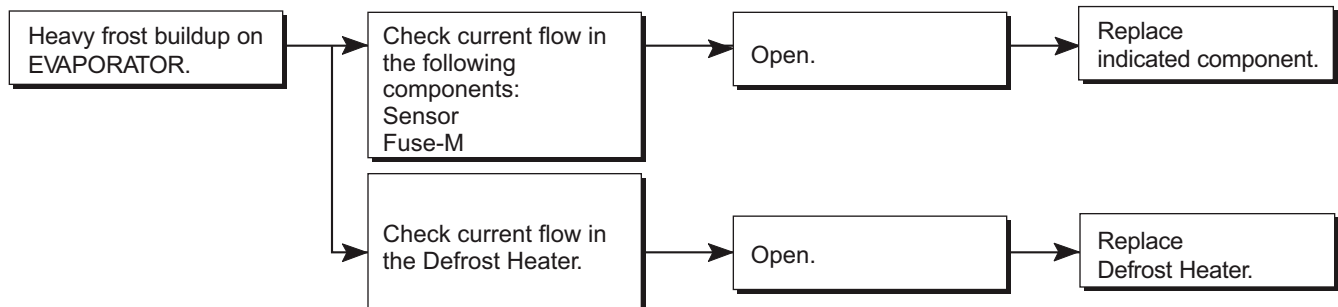 Heavy frost buildup on
EVAPORATOR.
Check current flow in
the following
components:
Sensor
Fuse-M
Open.
Replace
indicated component.
Check current flow in
the Defrost Heater.
Open.
Replace
Defrost Heater.